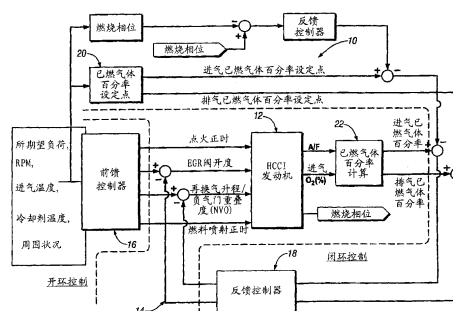 燃烧相位
反馈
控制器
10
燃烧相位
20
已燃气体
百分率
设定点
进气已燃气体百分率设定点
排气已燃气体百分率设定点
所期望负荷,
RPM,
进气温度,
冷却剂温度,
周围状况
前馈
控制器
16
点火正时
EGR阀开度
再换气升程/
负气门重叠
度(NVO)
燃料喷射正时
12
HCCI
发动机
A/F
进气
O₂(%)
燃烧相位
22
已燃气体
百分率
计算
进气已
燃气体
百分率
排气已
燃气体
百分率
开环控制
闭环控制
18
反馈控制器
14